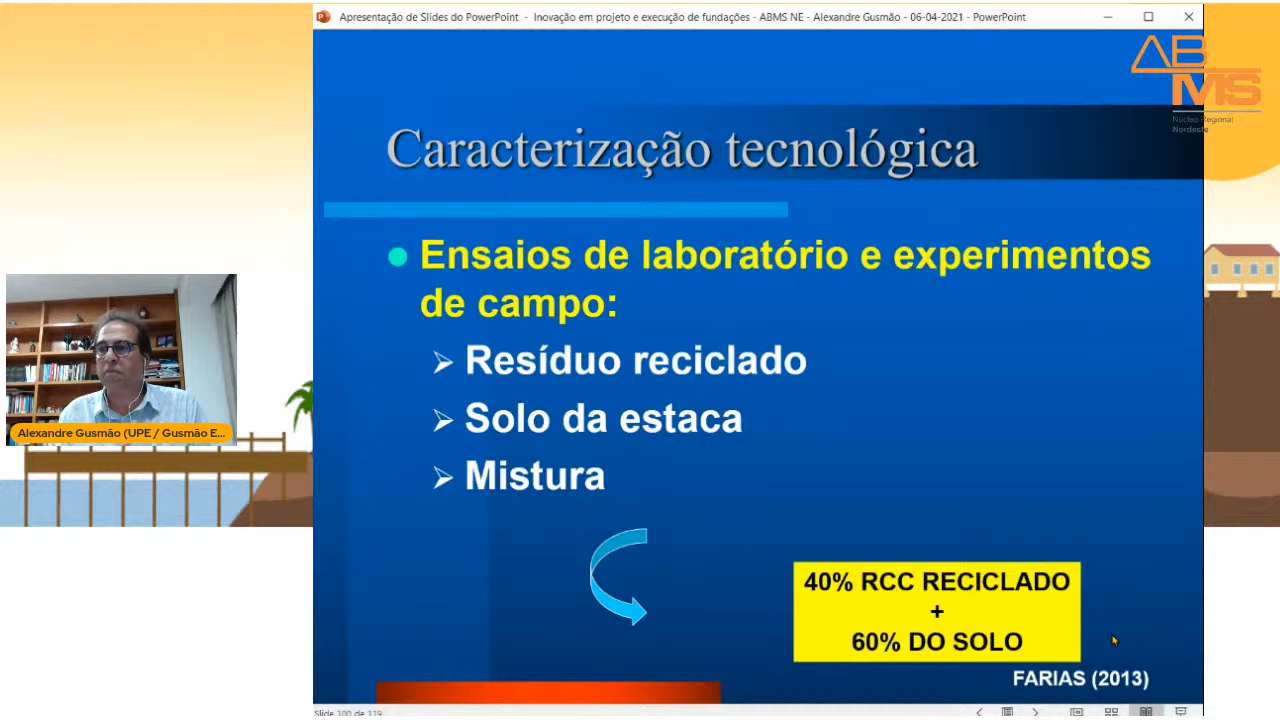 Apresentação de Slides do PowerPoint - Inovação em projeto e execução de fundações - ABMS NE - Alexandre Gusmão - 06-04-2021 - PowerPoint
ABMS
Núcleo Regional
Nordeste
Caracterização tecnológica
Ensaios de laboratório e experimentos
de campo:
Resíduo reciclado
Solo da estaca
Mistura
Alexandre Gusmão (UPE / Gusmão E...
40% RCC RECICLADO
+
60% DO SOLO
FARIAS (2013)
Slide 100 de 119